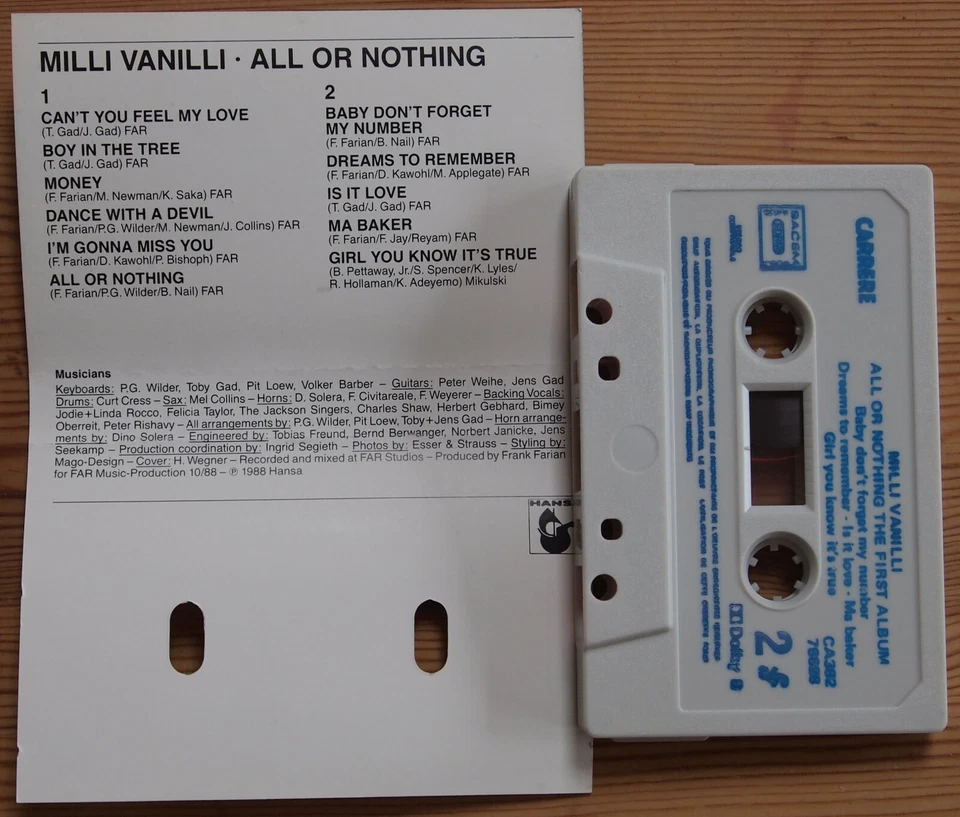 MILLI VANILLI · ALL OR NOTHING
1
CAN'T YOU FEEL MY LOVE
(T. Gad/J. Gad) FAR
BOY IN THE TREE
(T. Gad/J. Gad) FAR
MONEY
(F. Farian/M. Newman/K. Saka) FAR
DANCE WITH A DEVIL
(F. Farian/P.G. Wilder/M. Newman/J. Collins) FAR
I'M GONNA MISS YOU
(F. Farian/D. Kawohl/P. Bishoph) FAR
ALL OR NOTHING
(F. Farian/P.G. Wilder/B. Nail) FAR
2
BABY DON'T FORGET
MY NUMBER
(F. Farian/B. Nail) FAR
DREAMS TO REMEMBER
(F. Farian/D. Kawohl/M. Applegate) FAR
IS IT LOVE
(T. Gad/J. Gad) FAR
MA BAKER
(F. Farian/F. Jay/Reyam) FAR
GIRL YOU KNOW IT'S TRUE
(B. Pettaway, Jr./S. Spencer/K. Lyles/
R. Hollaman/K. Adeyemo) Mikulski
Musicians
Keyboards: P.G. Wilder, Toby Gad, Pit Loew, Volker Barber – Guitars: Peter Weihe, Jens Gad
Drums: Curt Cress – Sax: Mel Collins – Horns: D. Solera, F. Civitareale, F. Weyerer – Backing Vocals:
Jodie+Linda Rocco, Felicia Taylor, The Jackson Singers, Charles Shaw, Herbert Gebhard, Bimey
Oberreit, Peter Rishavy – All arrangements by: P.G. Wilder, Pit Loew, Toby+Jens Gad – Horn arrange-
ments by: Dino Solera – Engineered by: Tobias Freund, Bernd Berwanger, Norbert Janicke, Jens
Seekamp – Production coordination by: Ingrid Segieth – Photos by: Esser & Strauss – Styling by:
Mago-Design – Cover: H. Wegner – Recorded and mixed at FAR Studios – Produced by Frank Farian
for FAR Music-Production 10/88 – ℗ 1988 Hansa
HANSA
CARRERE
SACEM
MILLI VANILLI
ALL OR NOTHING THE FIRST ALBUM
Baby don't forget my number
Dreams to remember - Is it love - Ma baker
Girl you know it's true
CA392
2
Dolby B